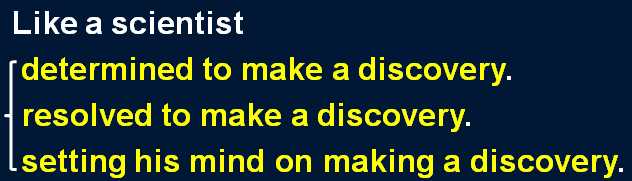 Like a scientist
determined to make a discovery.
resolved to make a discovery.
setting his mind on making a discovery.